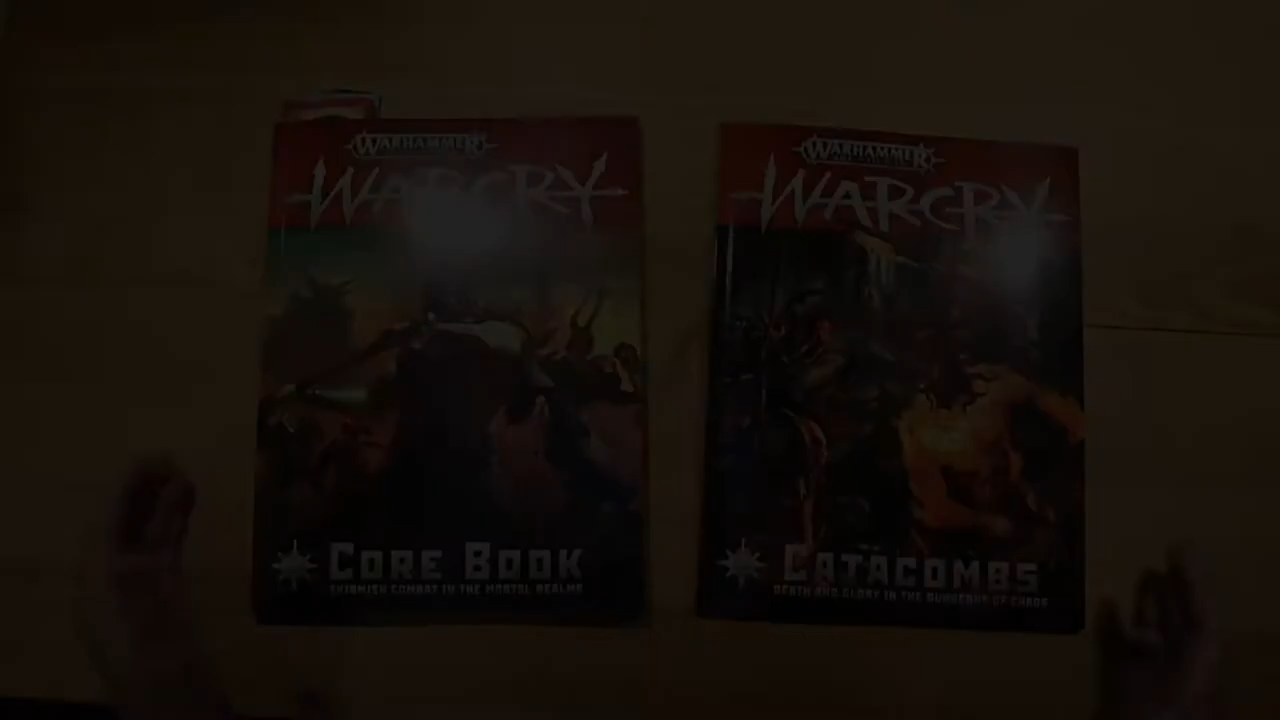 WARHAMMER
WARCRY
CORE BOOK
SKIRMISH COMBAT IN THE MORTAL REALMS
WARHAMMER
WARCRY
CATACOMBS
DEATH AND GLORY IN THE DUNGEONS OF CHAOS